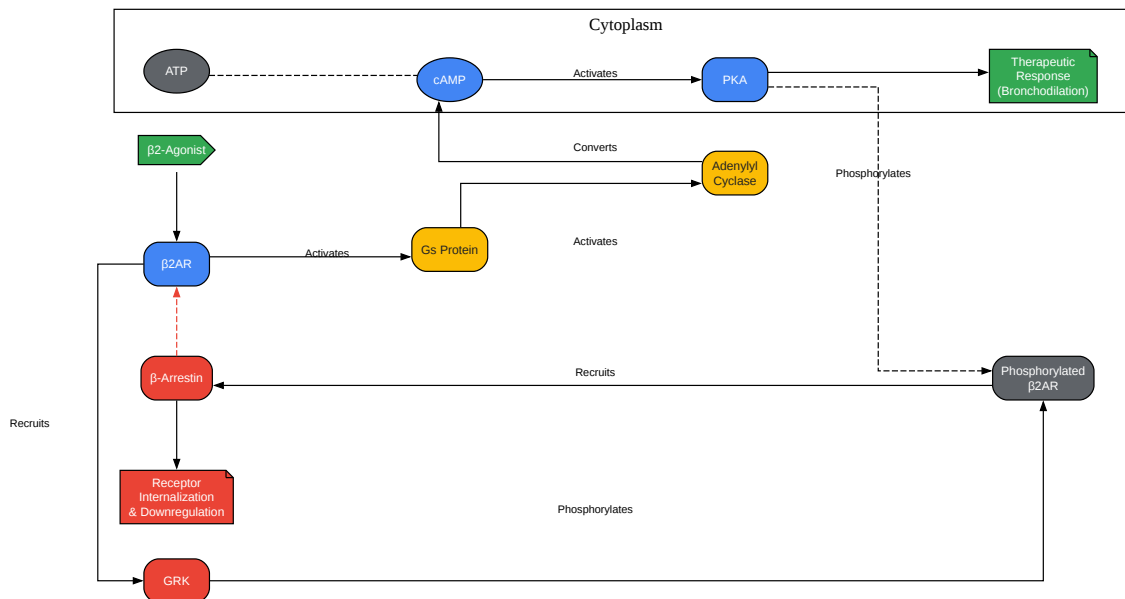 Cytoplasm
ATP
cAMP
Activates
PKA
Therapeutic
Response
(Bronchodilation)
β2-Agonist
Converts
Adenylyl
Cyclase
Phosphorylates
β2AR
Activates
Gs Protein
Activates
β-Arrestin
Recruits
Phosphorylated
β2AR
Recruits
Receptor
Internalization
& Downregulation
Phosphorylates
GRK